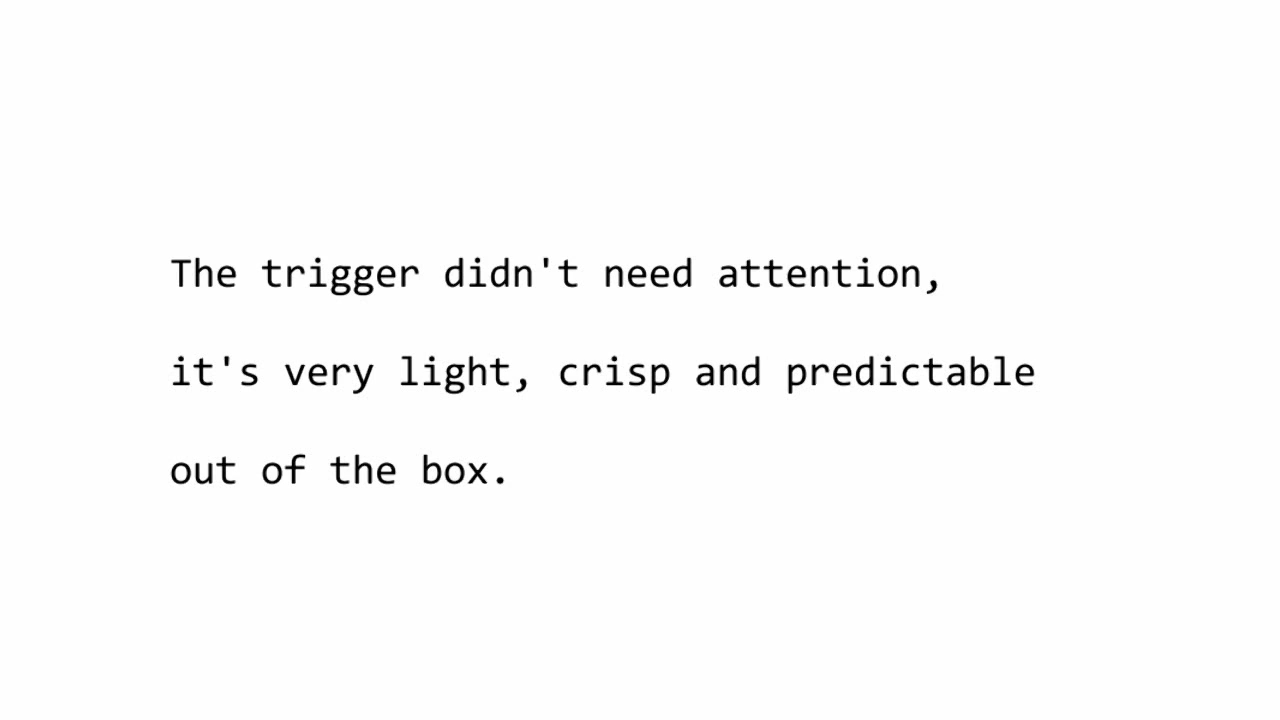 The trigger didn't need attention,
it's very light, crisp and predictable
out of the box.